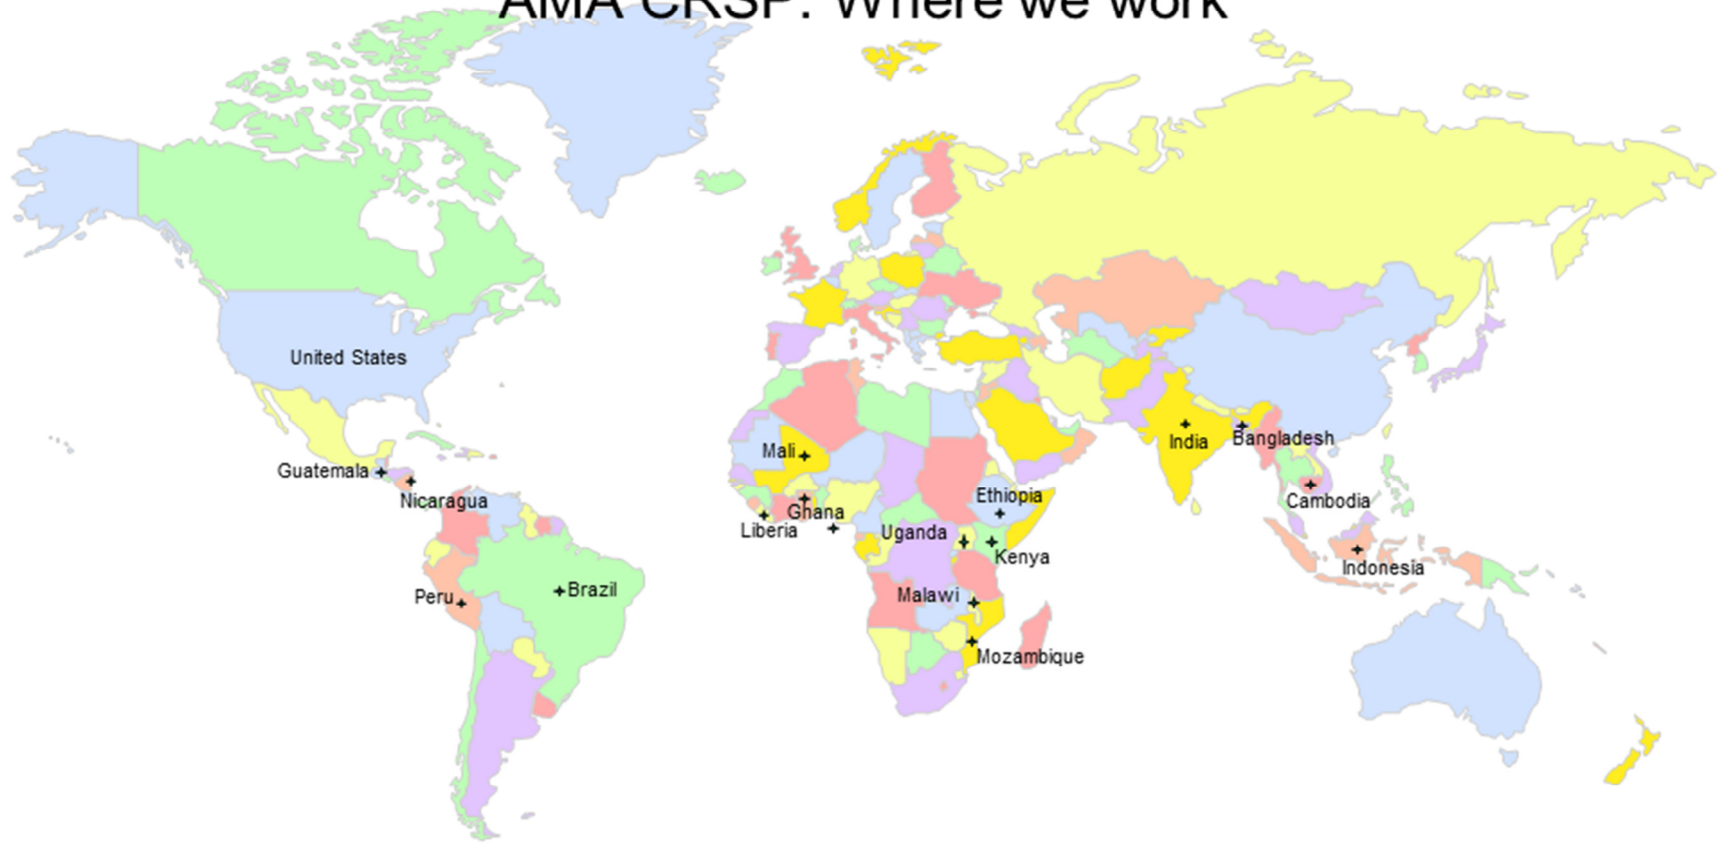 AMA CRSP: Where we work
United States
Guatemala
Nicaragua
Peru
Brazil
Mali
Liberia
Ghana
Ethiopia
Uganda
Kenya
Malawi
Mozambique
India
Bangladesh
Cambodia
Indonesia